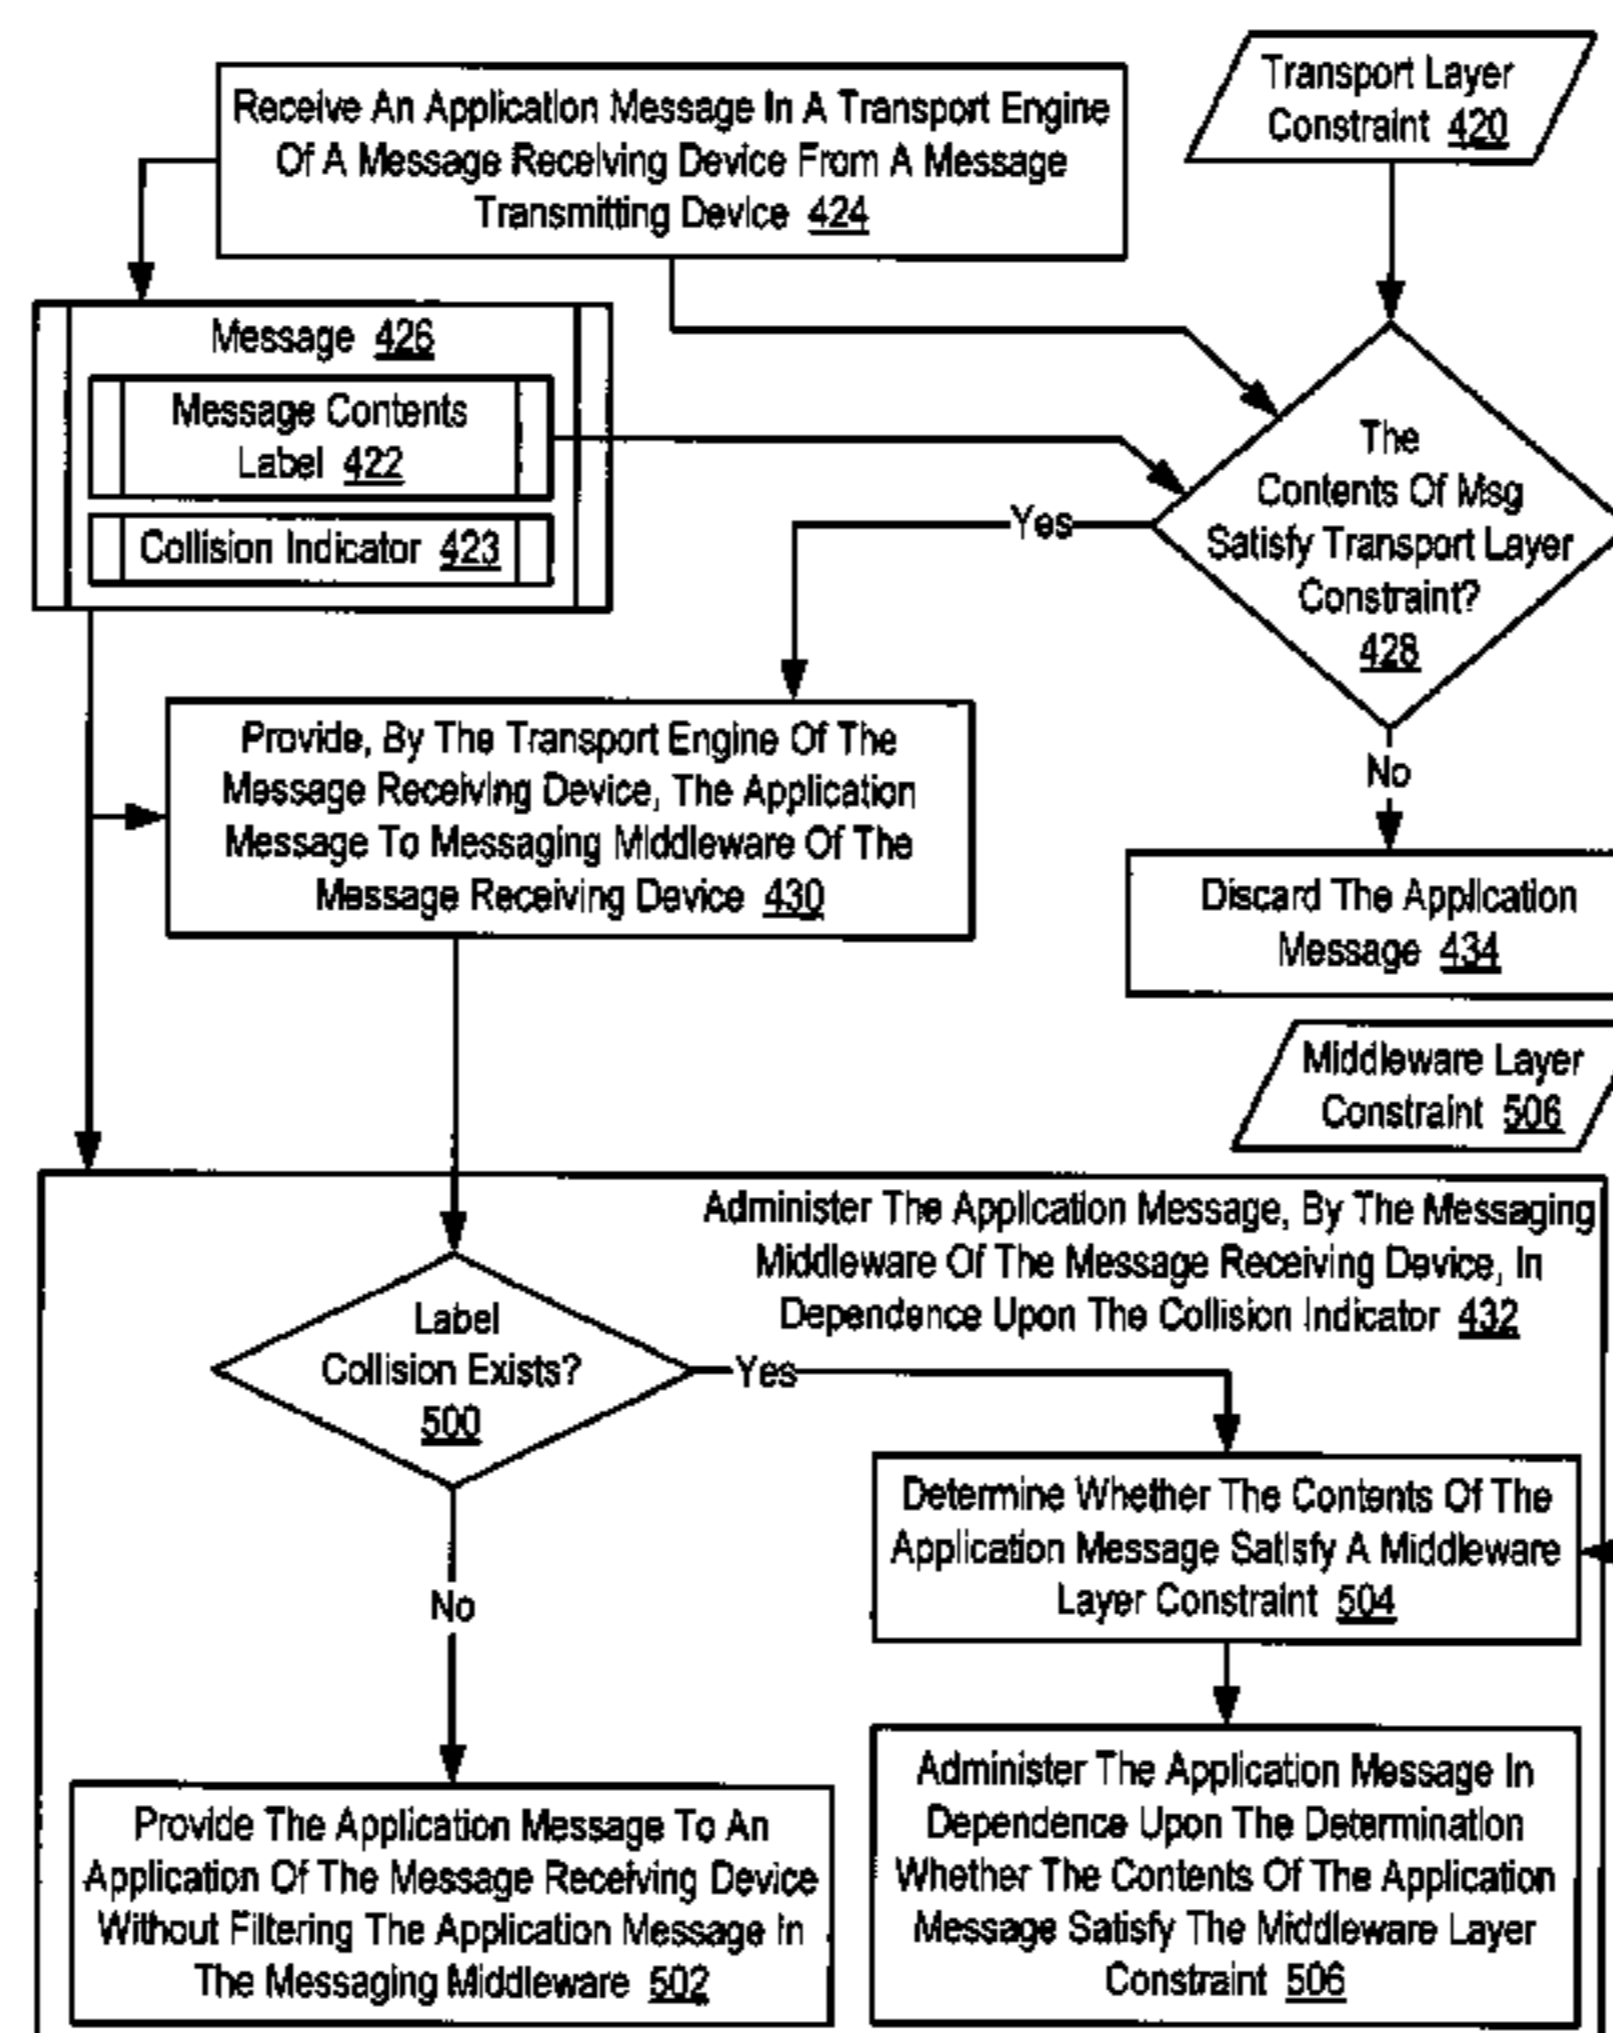 Receive An Application Message In A Transport Engine
Of A Message Receiving Device From A Message
Transmitting Device 424
Transport Layer
Constraint 420
Message 426
Message Contents
Label 422
Collision Indicator 423
The
Contents Of Msg
Satisfy Transport Layer
Constraint?
428
Yes
No
Provide, By The Transport Engine Of The
Message Receiving Device, The Application
Message To Messaging Middleware Of The
Message Receiving Device 430
Discard The Application
Message 434
Middleware Layer
Constraint 506
Administer The Application Message, By The Messaging
Middleware Of The Message Receiving Device, In
Dependence Upon The Collision Indicator 432
Label
Collision Exists?
500
Yes
No
Determine Whether The Contents Of The
Application Message Satisfy A Middleware
Layer Constraint 504
Provide The Application Message To An
Application Of The Message Receiving Device
Without Filtering The Application Message In
The Messaging Middleware 502
Administer The Application Message In
Dependence Upon The Determination
Whether The Contents Of The Application
Message Satisfy The Middleware Layer
Constraint 506